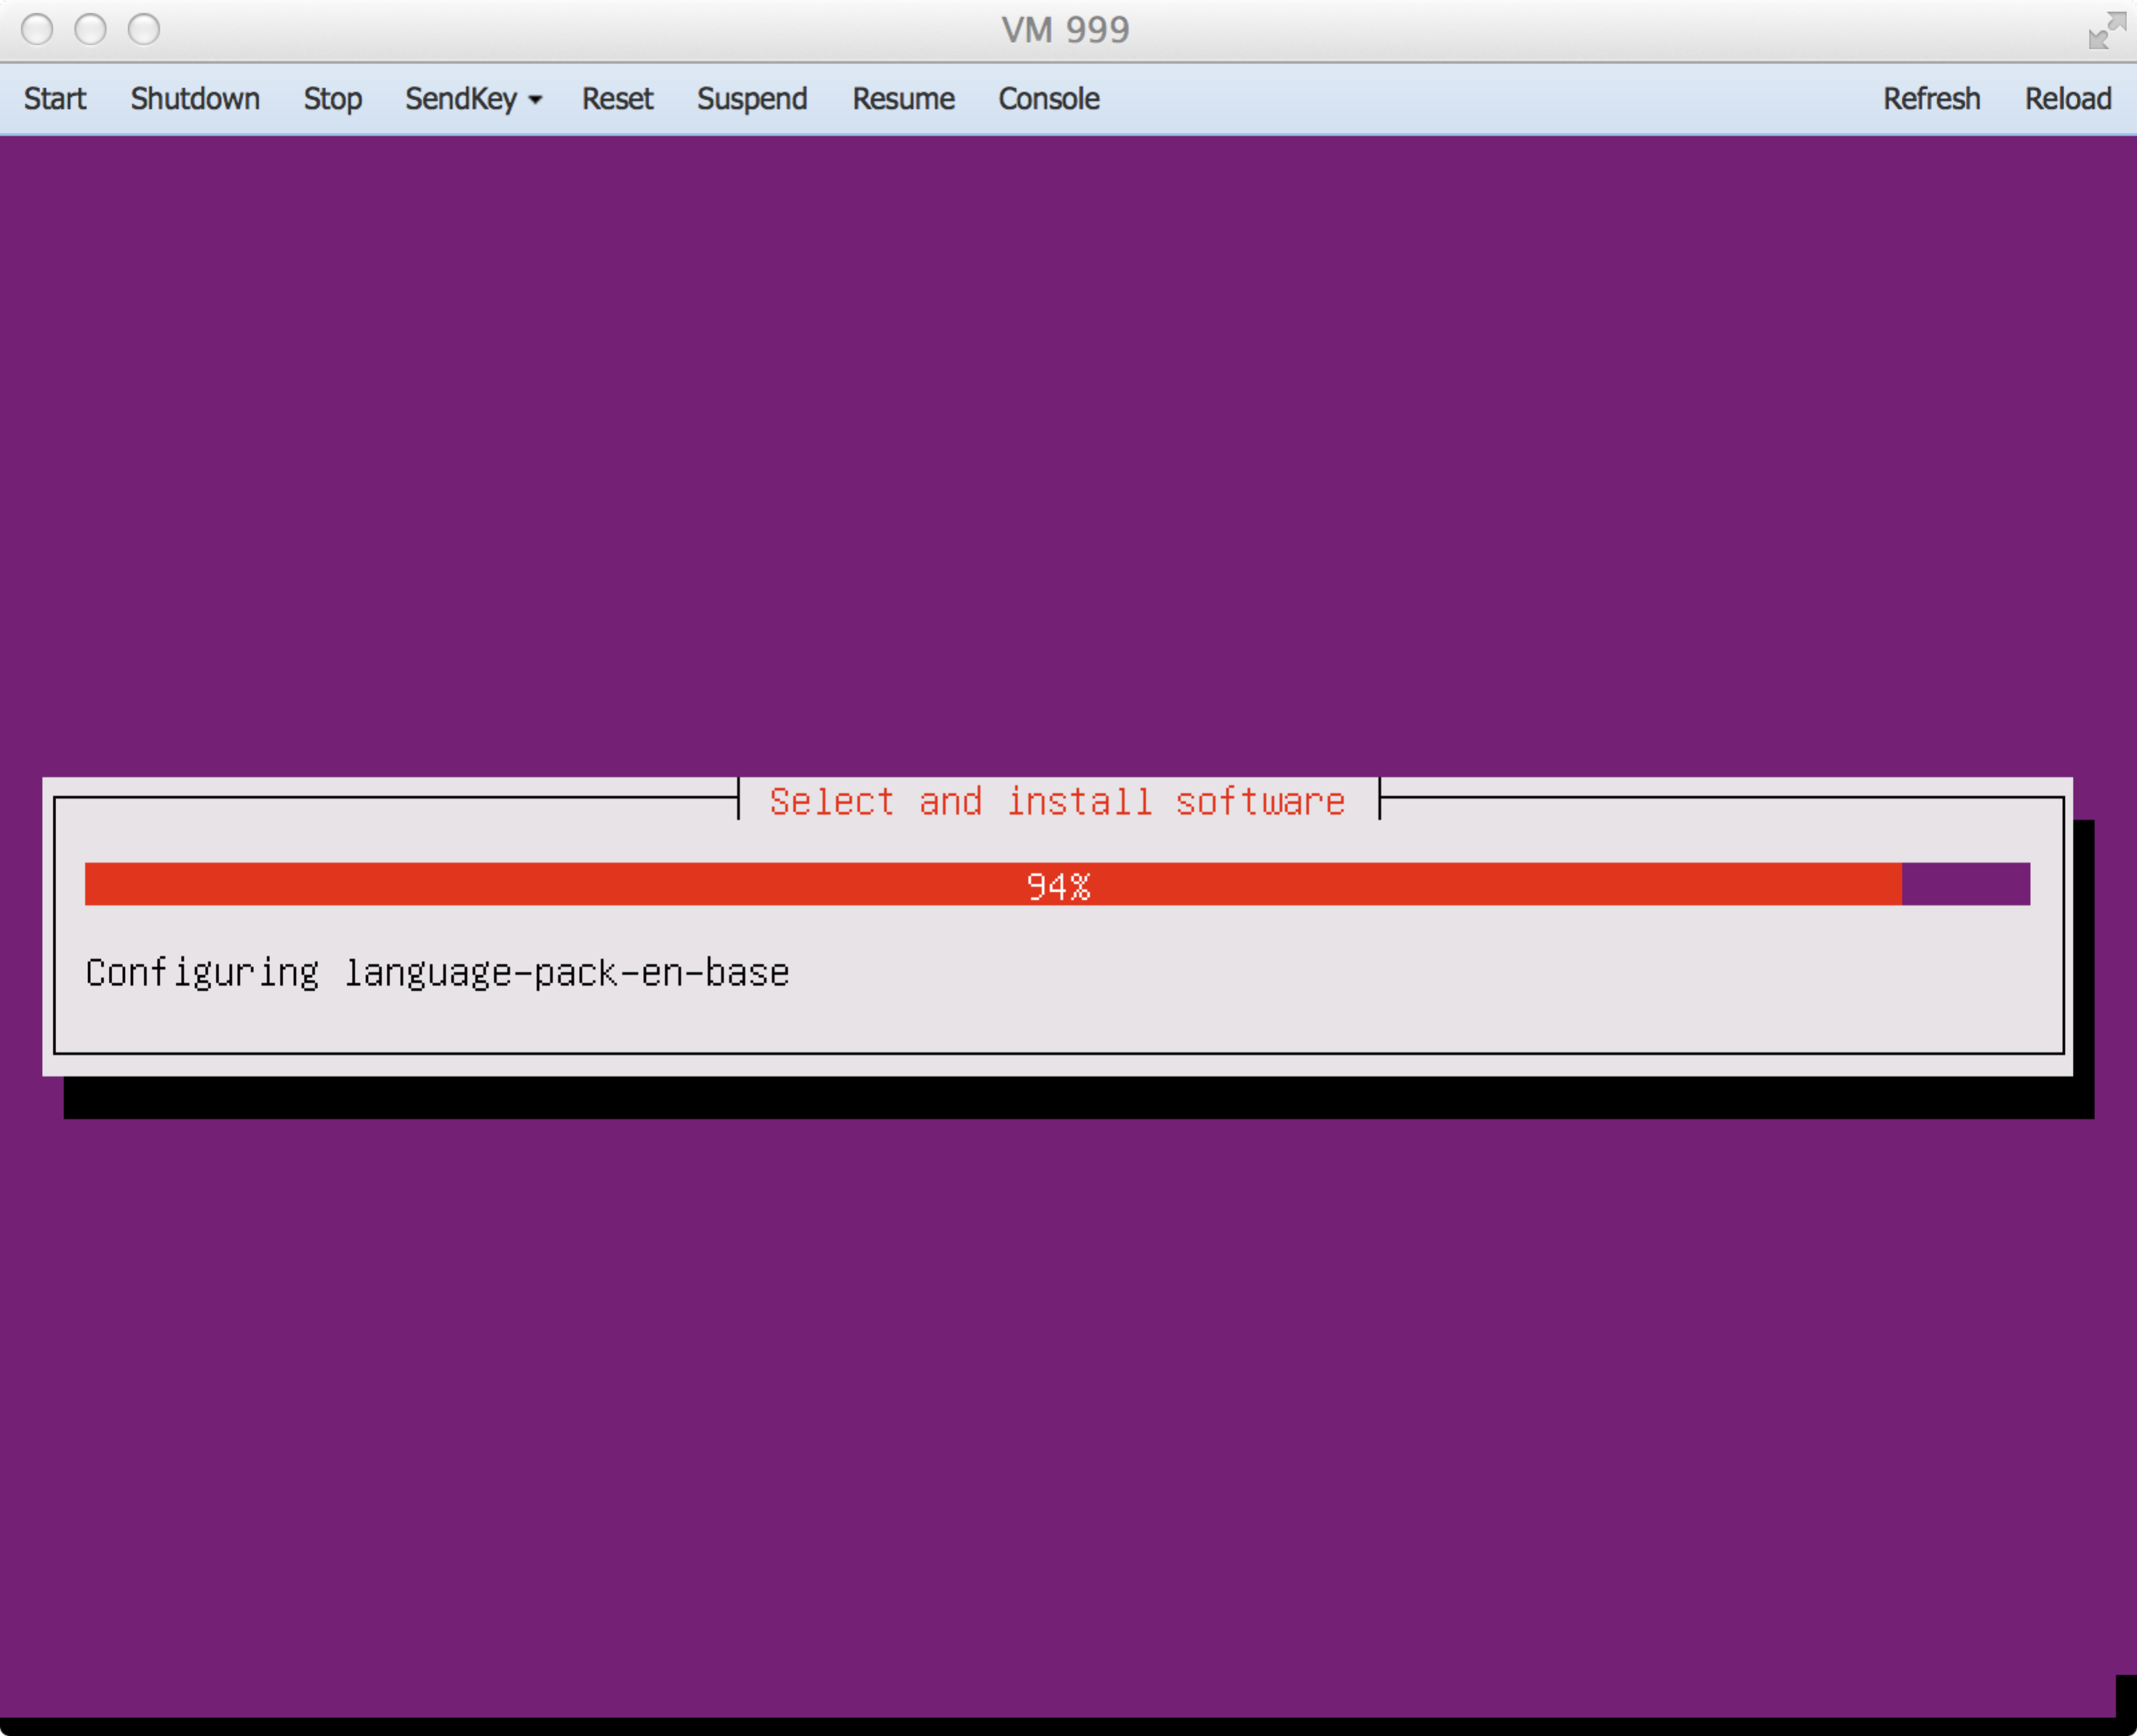 VM 999
Start Shutdown Stop SendKey Reset Suspend Resume Console Refresh Reload
Select and install software
94%
Configuring language-pack-en-base